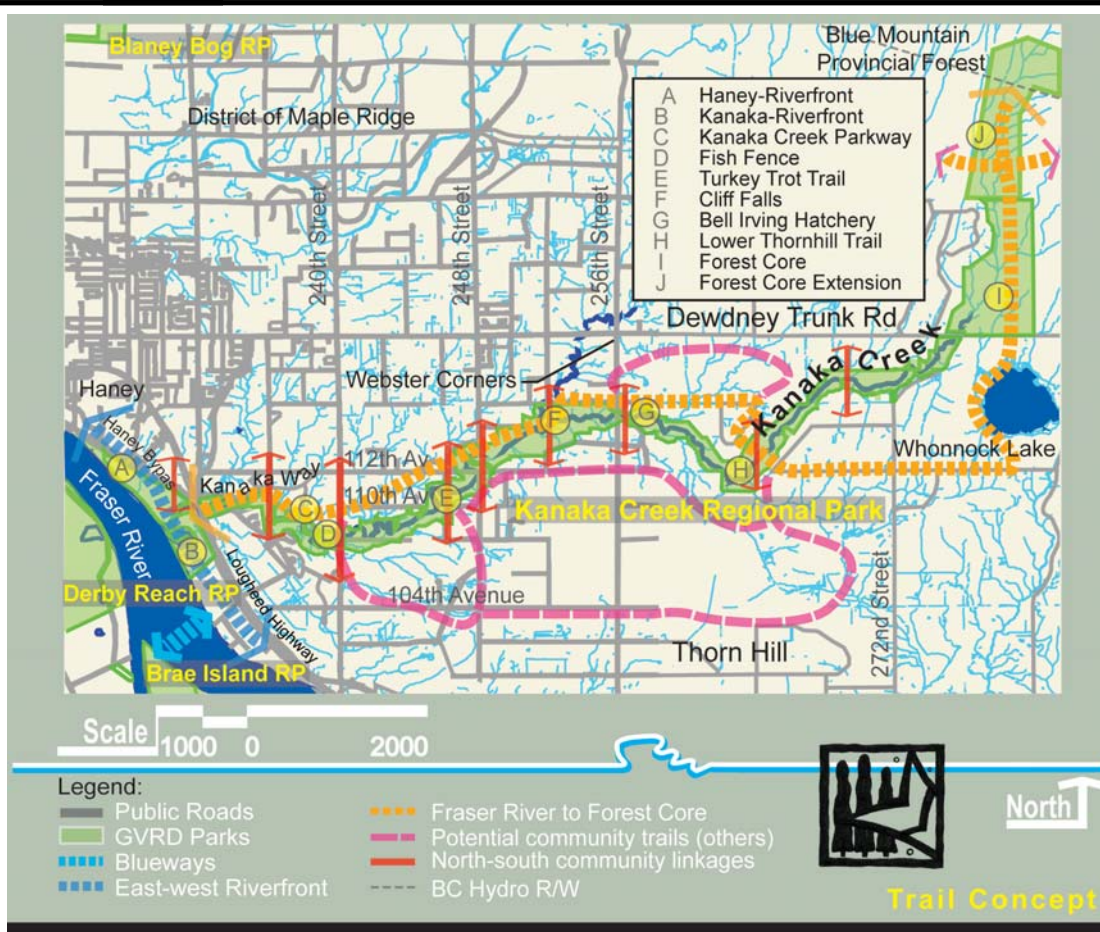 Blaney Bog RP
Blue Mountain
Provincial Forest
District of Maple Ridge
A Haney-Riverfront
B Kanaka-Riverfront
C Kanaka Creek Parkway
D Fish Fence
E Turkey Trot Trail
F Cliff Falls
G Bell Irving Hatchery
H Lower Thornhill Trail
I Forest Core
J Forest Core Extension
J
240th Street
248th Street
256th Street
I
Dewdney Trunk Rd
Webster Corners
Kanaka Creek
Haney
Haney Bypas
A
Kanaka Way
112th Av
110th Av
F
G
H
Whonnock Lake
C
D
E
Kanaka Creek Regional Park
Fraser River
B
Lougheed Highway
Derby Reach RP
104th Avenue
272nd Street
Brae Island RP
Thorn Hill
Scale
1000 0 2000
Legend:
Public Roads
GVRD Parks
Blueways
East-west Riverfront
Fraser River to Forest Core
Potential community trails (others)
North-south community linkages
BC Hydro R/W
North
Trail Concept